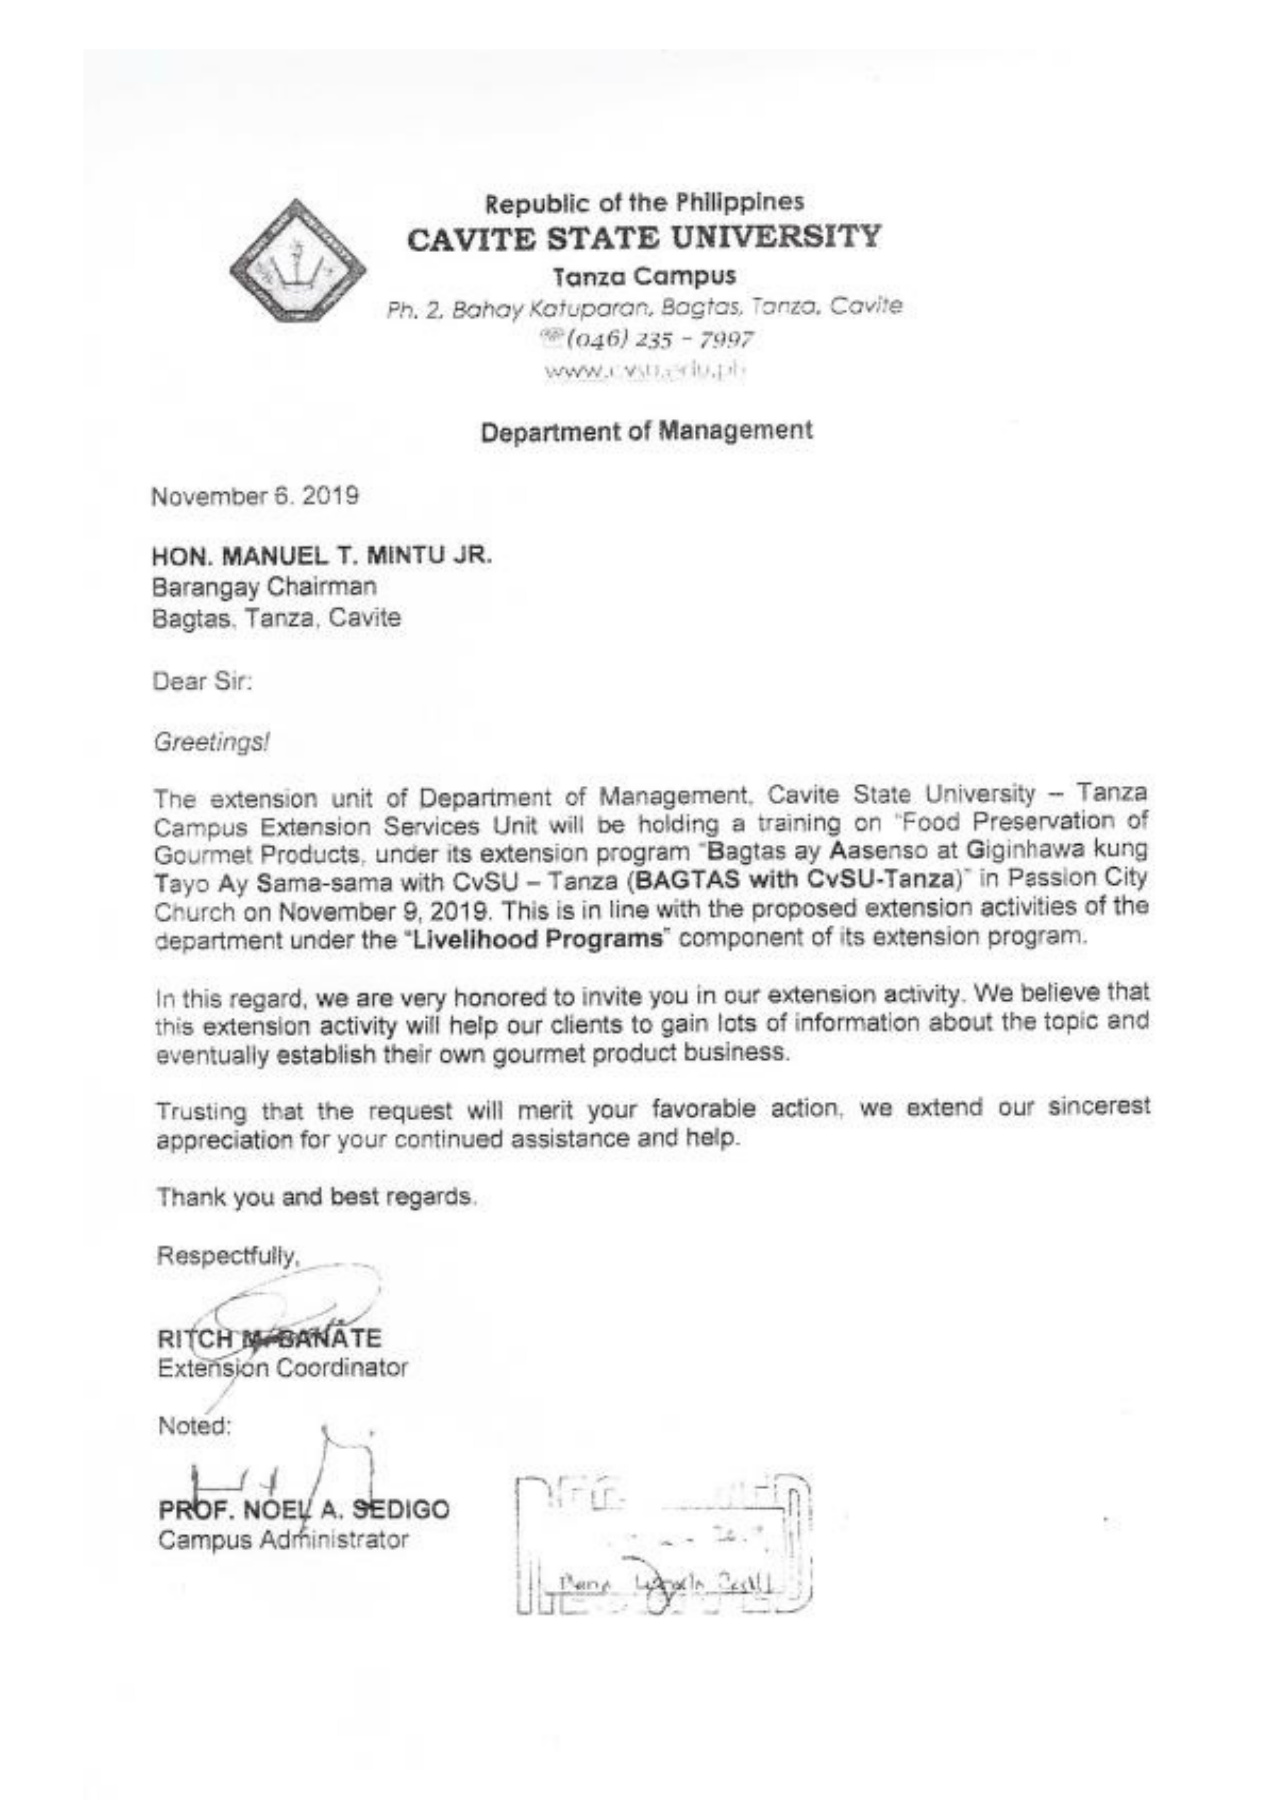 Republic of the Philippines
CAVITE STATE UNIVERSITY
Tanza Campus
Ph. 2, Bahay Katuparan, Bagtas, Tanza, Cavite
☎(046) 235 - 7997
www.cvsu.edu.ph
Department of Management
November 6. 2019
HON. MANUEL T. MINTU JR.
Barangay Chairman
Bagtas, Tanza, Cavite
Dear Sir:
Greetings!
The extension unit of Department of Management, Cavite State University – Tanza
Campus Extension Services Unit will be holding a training on "Food Preservation of
Gourmet Products, under its extension program "Bagtas ay Aasenso at Giginhawa kung
Tayo Ay Sama-sama with CvSU – Tanza (BAGTAS with CvSU-Tanza)" in Passion City
Church on November 9, 2019. This is in line with the proposed extension activities of the
department under the "Livelihood Programs" component of its extension program.
In this regard, we are very honored to invite you in our extension activity. We believe that
this extension activity will help our clients to gain lots of information about the topic and
eventually establish their own gourmet product business.
Trusting that the request will merit your favorable action, we extend our sincerest
appreciation for your continued assistance and help.
Thank you and best regards.
Respectfully,
RITCH M. BANATE
Extension Coordinator
Noted:
PROF. NOEL A. SEDIGO
Campus Administrator
RECEIVED